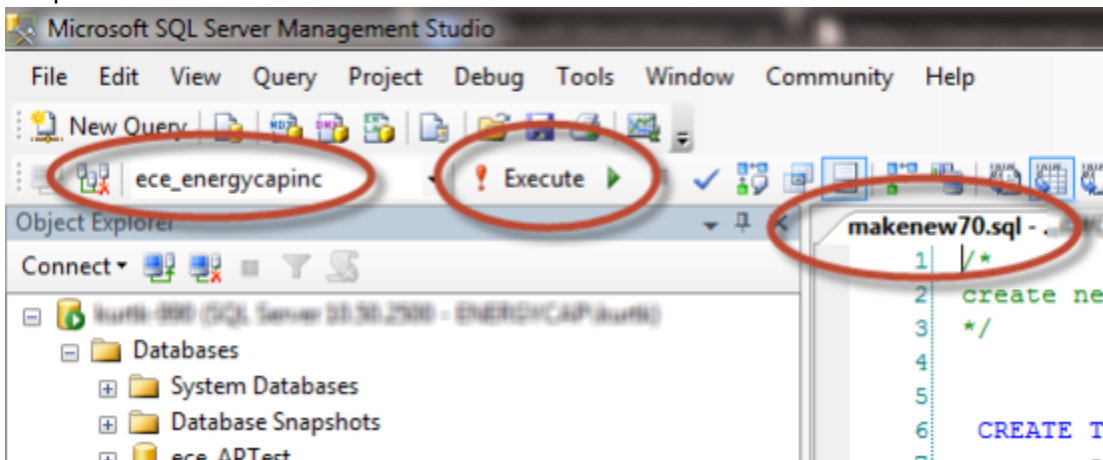 Microsoft SQL Server Management Studio
File Edit View Query Project Debug Tools Window Community Help
New Query
ece_energycapinc Execute
Object Explorer
makenew70.sql - .
Connect
1 /*
2 create ne
3 */
4
5
6 CREATE T
Databases
System Databases
Database Snapshots
ece_APTest